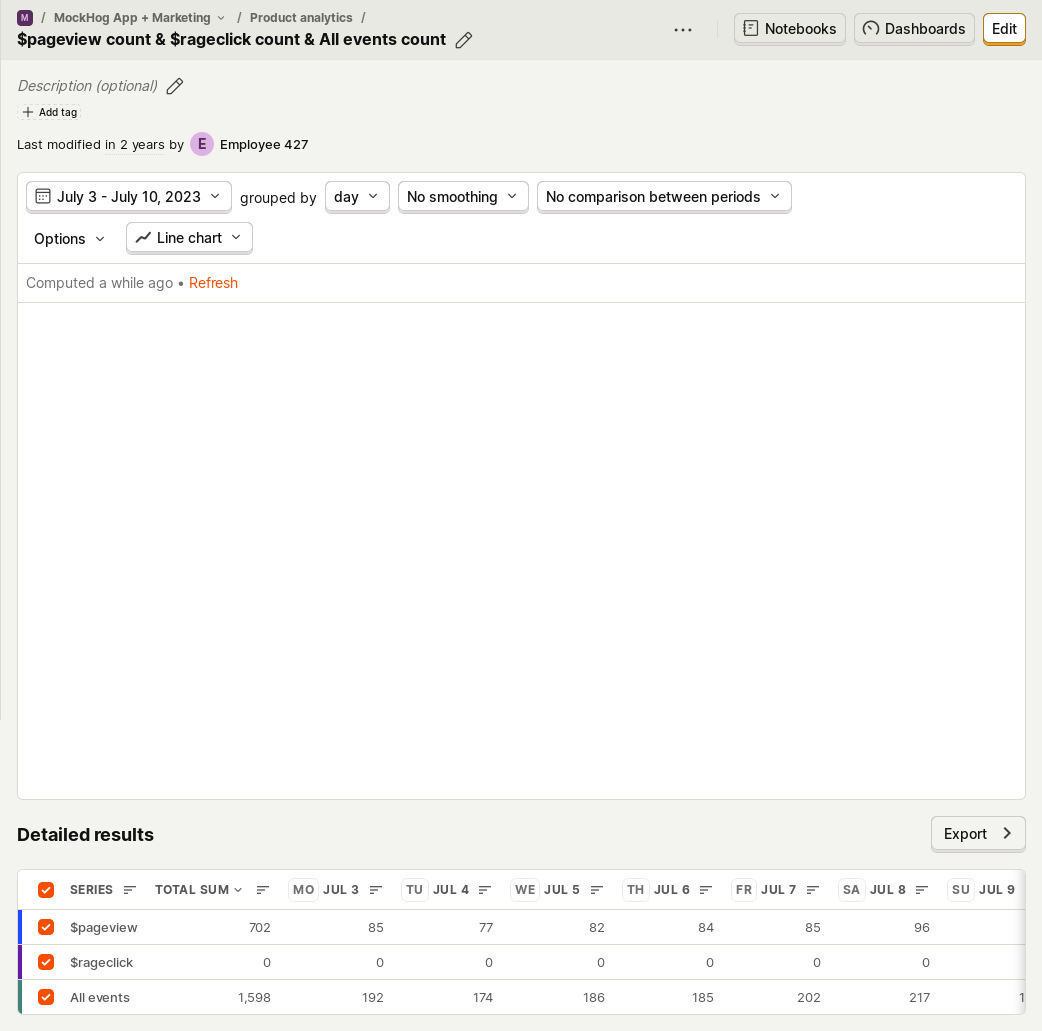 M / MockHog App + Marketing / Product analytics /
$pageview count & $rageclick count & All events count
Notebooks Dashboards Edit
Description (optional)
+ Add tag
Last modified in 2 years by E Employee 427
July 3 - July 10, 2023 grouped by day No smoothing No comparison between periods
Options Line chart
Computed a while ago • Refresh
Detailed results
Export
SERIES TOTAL SUM MO JUL 3 TU JUL 4 WE JUL 5 TH JUL 6 FR JUL 7 SA JUL 8 SU JUL 9
$pageview 702 85 77 82 84 85 96
$rageclick 0 0 0 0 0 0 0
All events 1,598 192 174 186 185 202 217